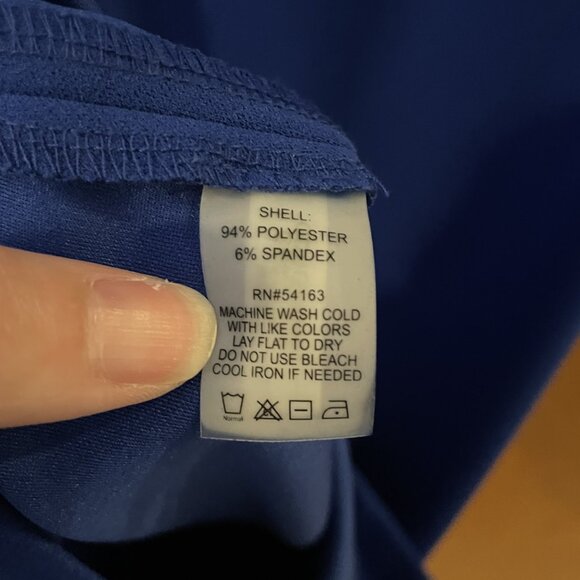 SHELL:
94% POLYESTER
6% SPANDEX
RN#54163
MACHINE WASH COLD
WITH LIKE COLORS
LAY FLAT TO DRY
DO NOT USE BLEACH
COOL IRON IF NEEDED
Normal